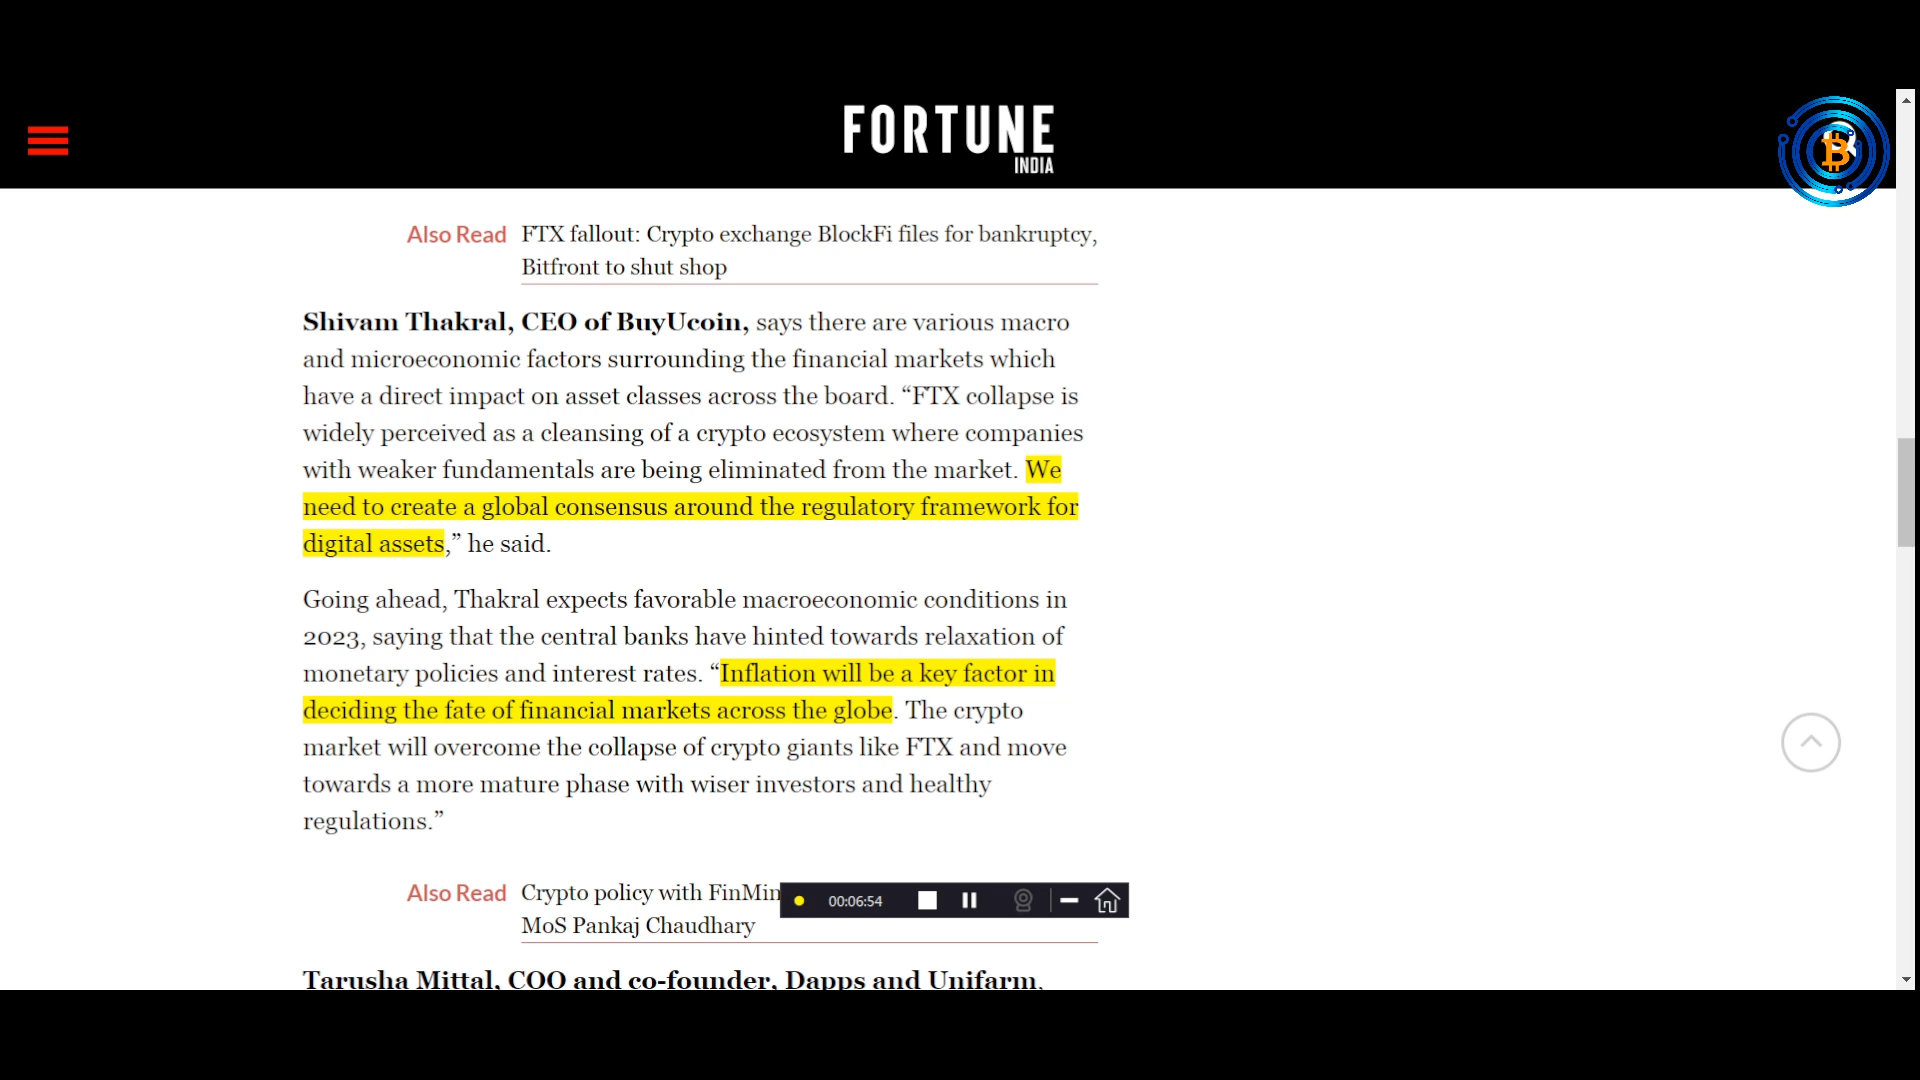 FORTUNE
INDIA
Also Read FTX fallout: Crypto exchange BlockFi files for bankruptcy,
Bitfront to shut shop
Shivam Thakral, CEO of BuyUcoin, says there are various macro
and microeconomic factors surrounding the financial markets which
have a direct impact on asset classes across the board. “FTX collapse is
widely perceived as a cleansing of a crypto ecosystem where companies
with weaker fundamentals are being eliminated from the market. We
need to create a global consensus around the regulatory framework for
digital assets,” he said.
Going ahead, Thakral expects favorable macroeconomic conditions in
2023, saying that the central banks have hinted towards relaxation of
monetary policies and interest rates. “Inflation will be a key factor in
deciding the fate of financial markets across the globe. The crypto
market will overcome the collapse of crypto giants like FTX and move
towards a more mature phase with wiser investors and healthy
regulations.”
Also Read Crypto policy with FinMin
00:06:54
MoS Pankaj Chaudhary
Tarusha Mittal, COO and co-founder, Dapps and Unifarm,